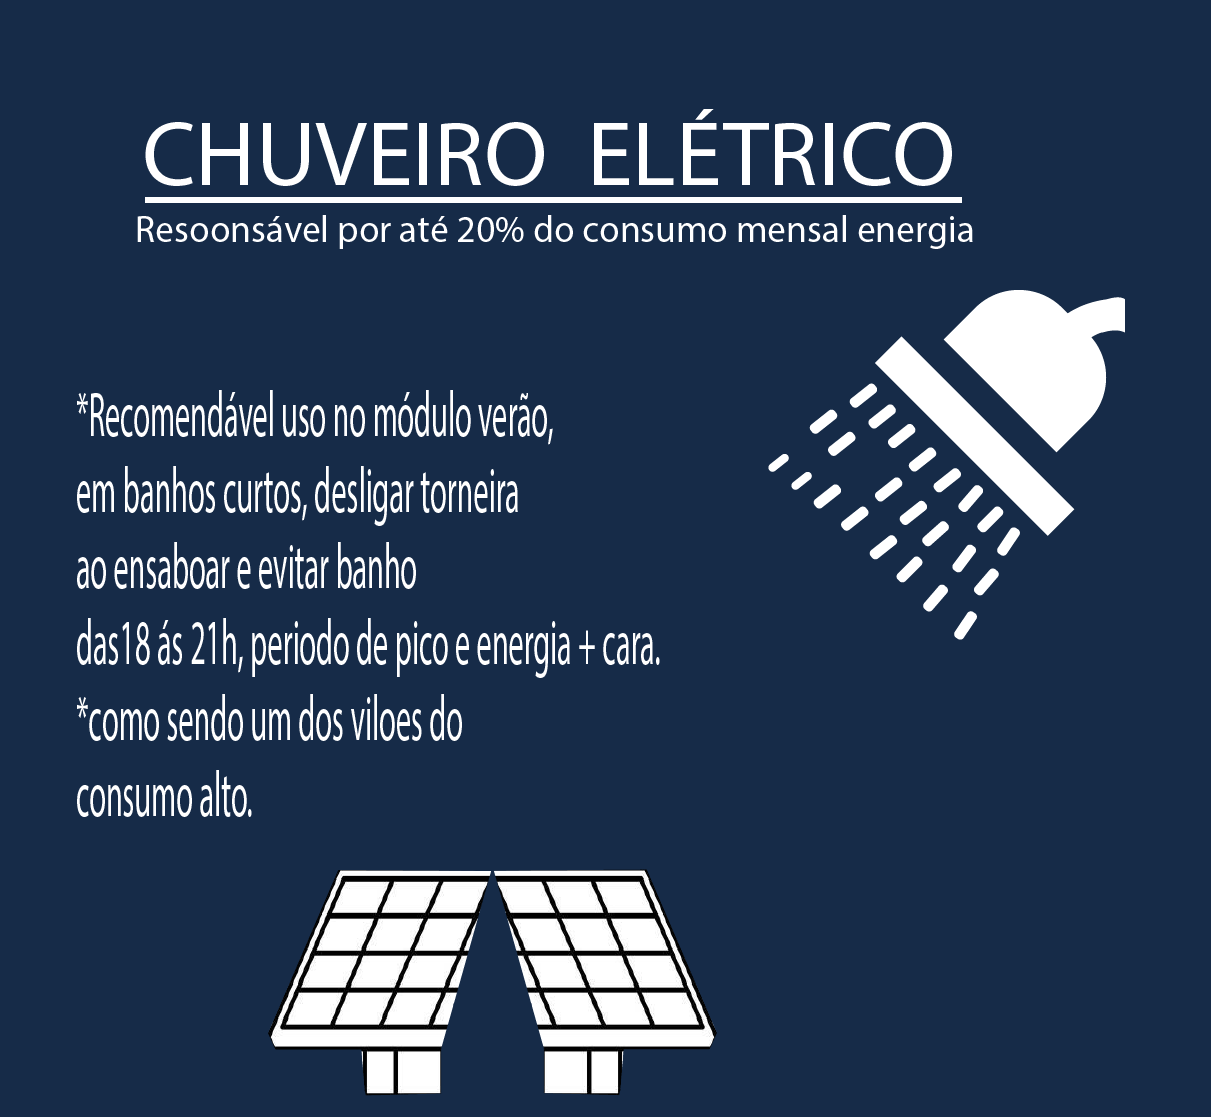 CHUVEIRO ELÉTRICO
Resoonsável por até 20% do consumo mensal energia
*Recomendável uso no módulo verão,
em banhos curtos, desligar torneira
ao ensaboar e evitar banho
das18 ás 21h, periodo de pico e energia + cara.
*como sendo um dos viloes do
consumo alto.